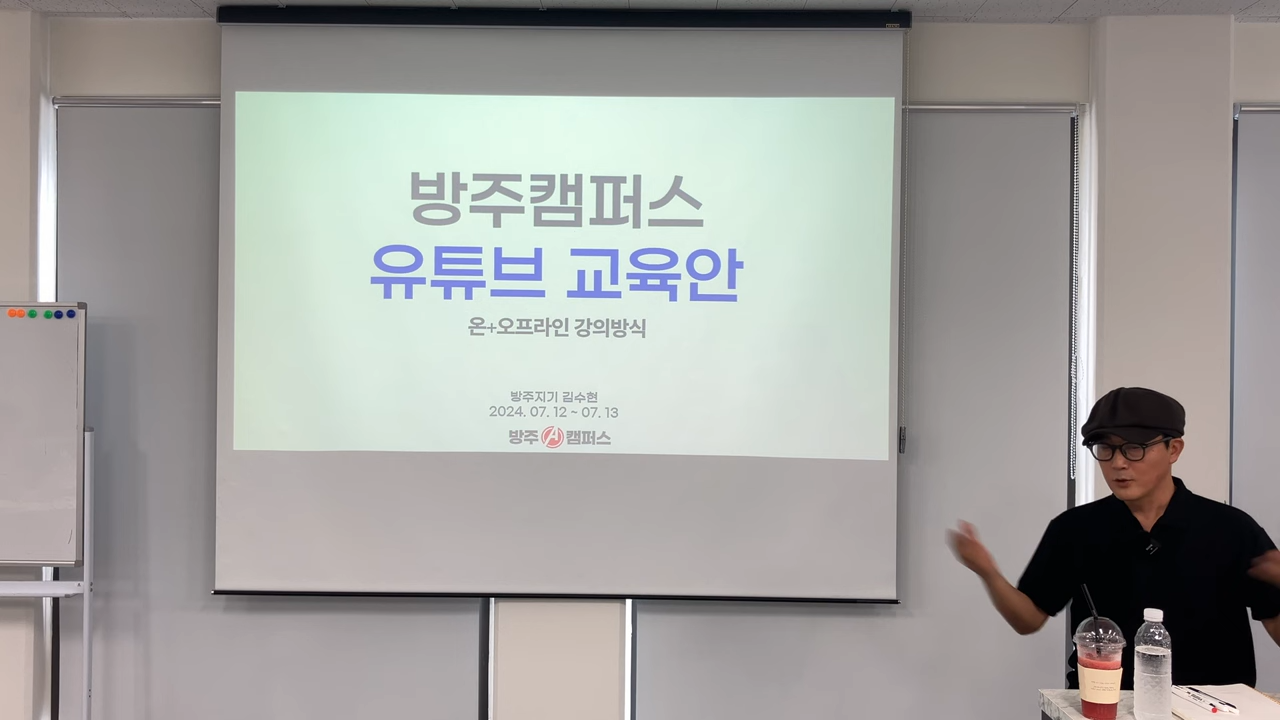 방주캠퍼스
유튜브 교육안
온+오프라인 강의방식
방주지기 김수현
2024. 07. 12 ~ 07. 13
방주 A 캠퍼스